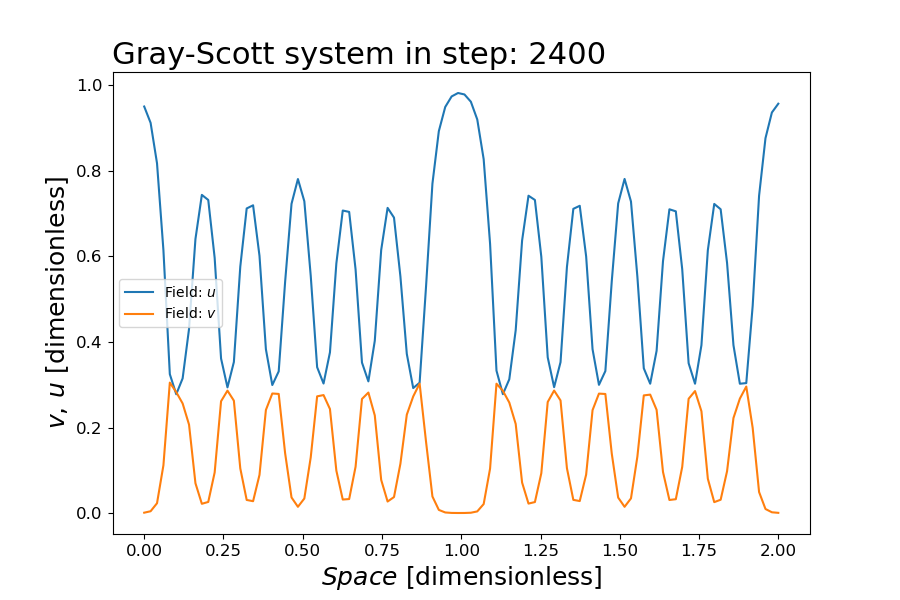 Gray-Scott system in step: 2400
1.0
0.8
0.6
0.4
0.2
0.0
v, u [dimensionless]
Field: u
Field: v
0.00 0.25 0.50 0.75 1.00 1.25 1.50 1.75 2.00
Space [dimensionless]